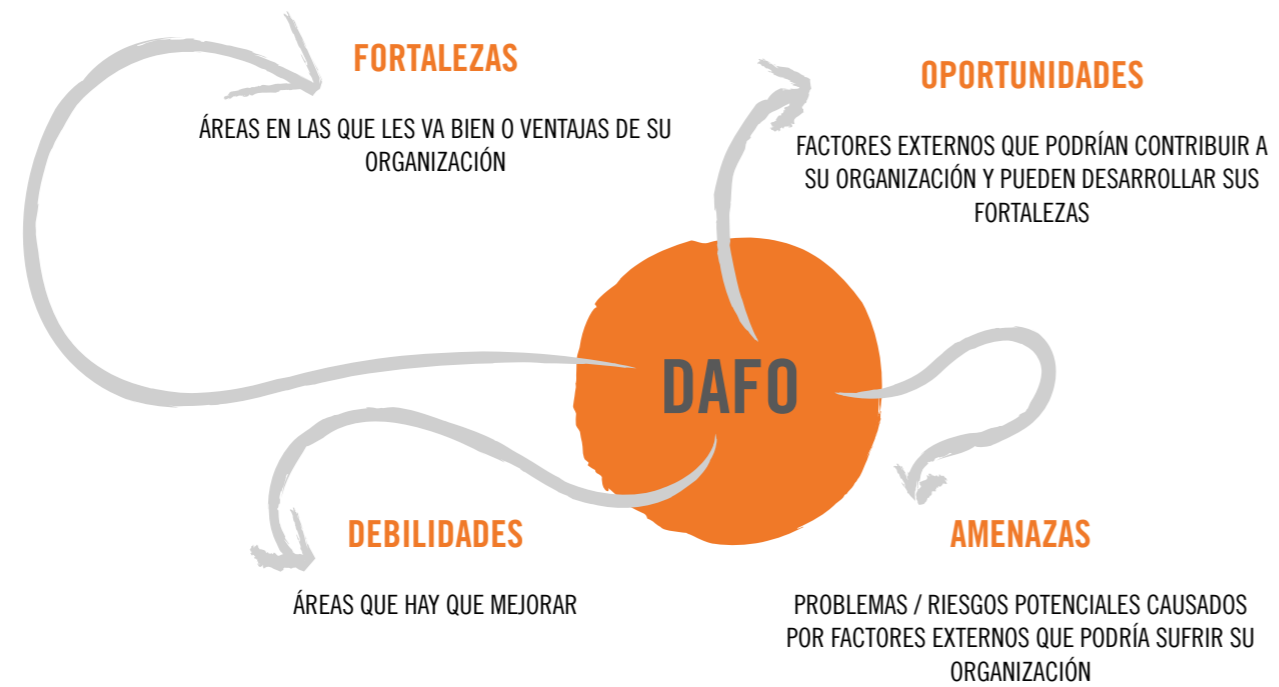 FORTALEZAS
ÁREAS EN LAS QUE LES VA BIEN O VENTAJAS DE SU
ORGANIZACIÓN
OPORTUNIDADES
FACTORES EXTERNOS QUE PODRÍAN CONTRIBUIR A
SU ORGANIZACIÓN Y PUEDEN DESARROLLAR SUS
FORTALEZAS
DAFO
DEBILIDADES
ÁREAS QUE HAY QUE MEJORAR
AMENAZAS
PROBLEMAS / RIESGOS POTENCIALES CAUSADOS
POR FACTORES EXTERNOS QUE PODRÍA SUFRIR SU
ORGANIZACIÓN